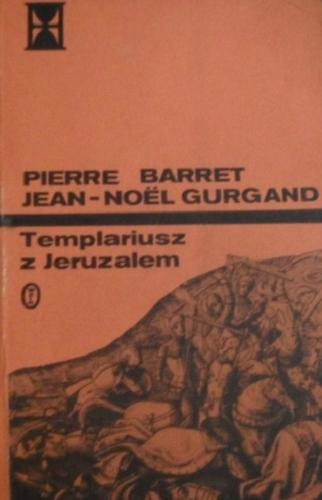 PIERRE BARRET
JEAN-NOËL GURGAND
Templariusz
z Jeruzalem